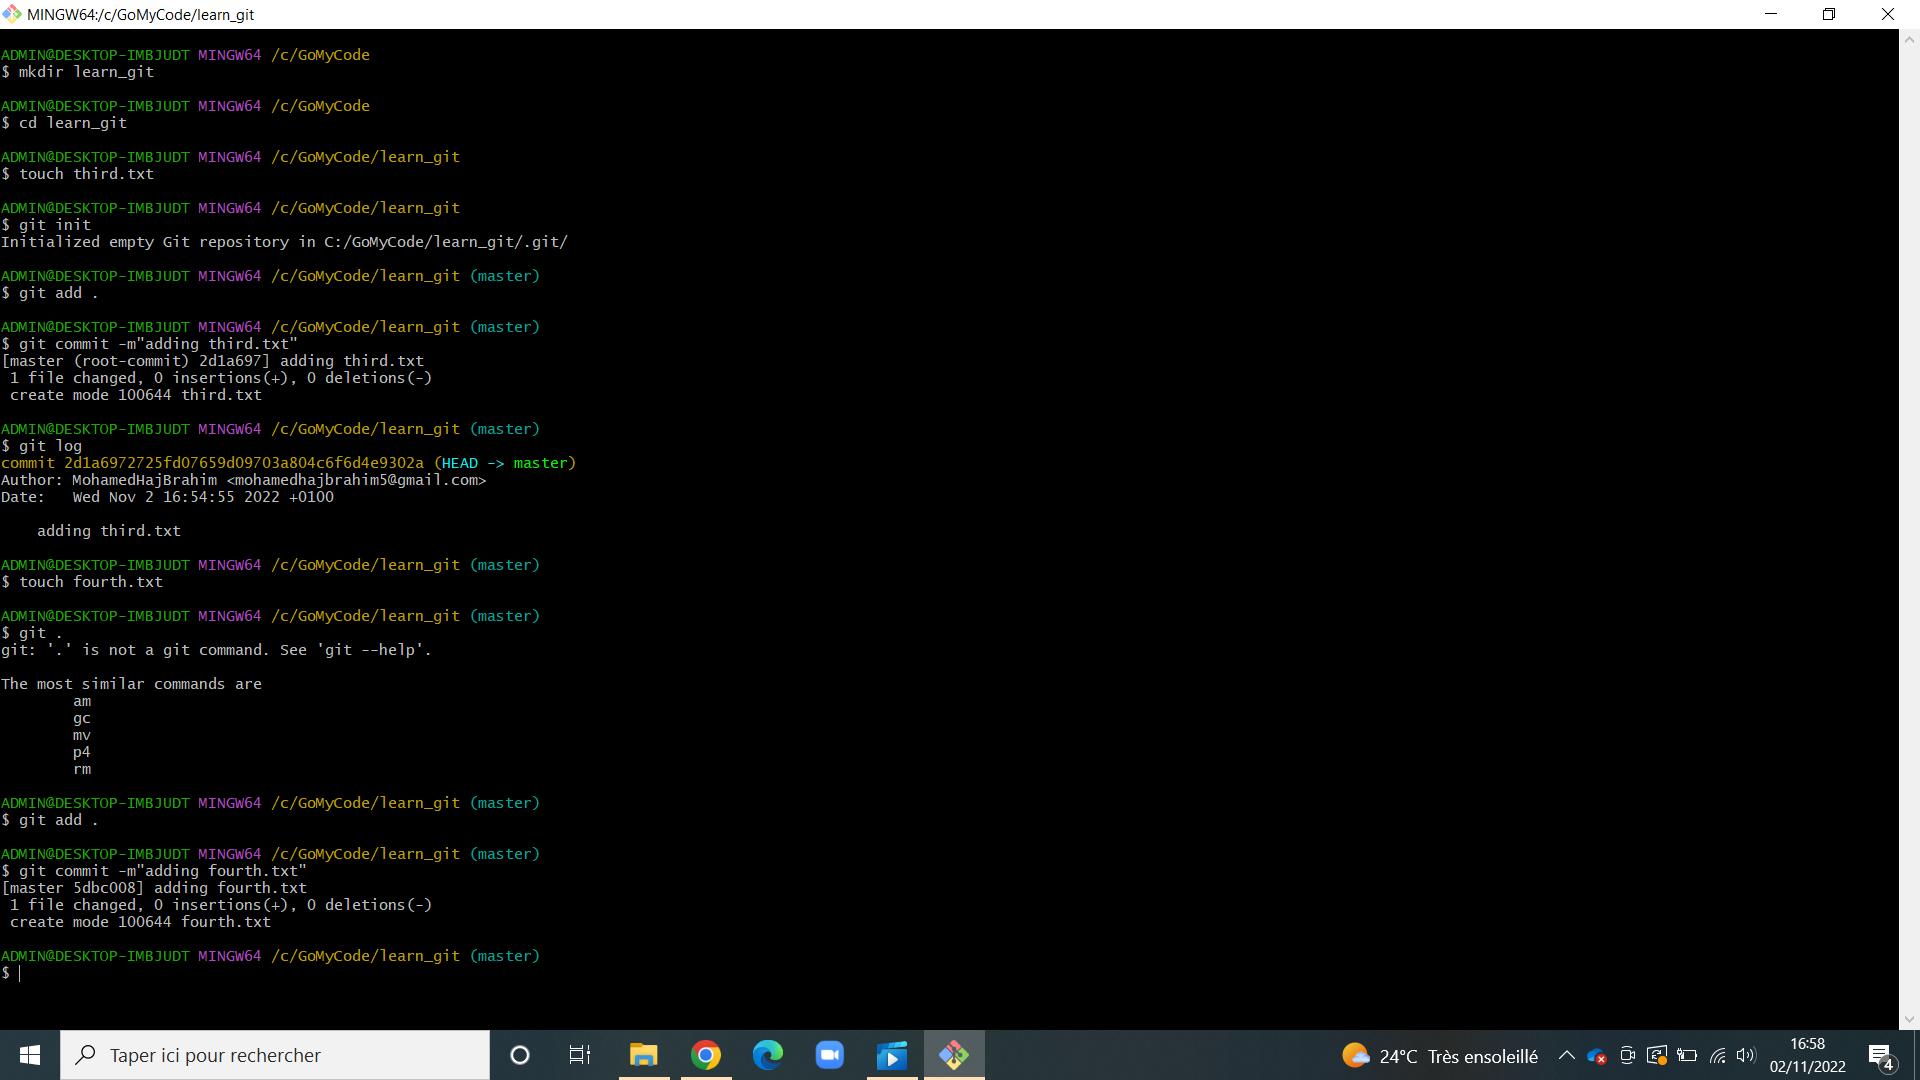 MINGW64:/c/GoMyCode/learn_git
ADMIN@DESKTOP-IMBJUDT MINGW64 /c/GoMyCode
$ mkdir learn_git
ADMIN@DESKTOP-IMBJUDT MINGW64 /c/GoMyCode
$ cd learn_git
ADMIN@DESKTOP-IMBJUDT MINGW64 /c/GoMyCode/learn_git
$ touch third.txt
ADMIN@DESKTOP-IMBJUDT MINGW64 /c/GoMyCode/learn_git
$ git init
Initialized empty Git repository in C:/GoMyCode/learn_git/.git/
ADMIN@DESKTOP-IMBJUDT MINGW64 /c/GoMyCode/learn_git (master)
$ git add .
ADMIN@DESKTOP-IMBJUDT MINGW64 /c/GoMyCode/learn_git (master)
$ git commit -m"adding third.txt"
[master (root-commit) 2d1a697] adding third.txt
 1 file changed, 0 insertions(+), 0 deletions(-)
 create mode 100644 third.txt
ADMIN@DESKTOP-IMBJUDT MINGW64 /c/GoMyCode/learn_git (master)
$ git log
commit 2d1a6972725fd07659d09703a804c6f6d4e9302a (HEAD -> master)
Author: MohamedHajBrahim <mohamedhajbrahim5@gmail.com>
Date:   Wed Nov 2 16:54:55 2022 +0100
    adding third.txt
ADMIN@DESKTOP-IMBJUDT MINGW64 /c/GoMyCode/learn_git (master)
$ touch fourth.txt
ADMIN@DESKTOP-IMBJUDT MINGW64 /c/GoMyCode/learn_git (master)
$ git .
git: '.' is not a git command. See 'git --help'.
The most similar commands are
        am
        gc
        mv
        p4
        rm
ADMIN@DESKTOP-IMBJUDT MINGW64 /c/GoMyCode/learn_git (master)
$ git add .
ADMIN@DESKTOP-IMBJUDT MINGW64 /c/GoMyCode/learn_git (master)
$ git commit -m"adding fourth.txt"
[master 5dbc008] adding fourth.txt
 1 file changed, 0 insertions(+), 0 deletions(-)
 create mode 100644 fourth.txt
ADMIN@DESKTOP-IMBJUDT MINGW64 /c/GoMyCode/learn_git (master)
$
Taper ici pour rechercher
24°C Très ensoleillé
16:58
02/11/2022
4